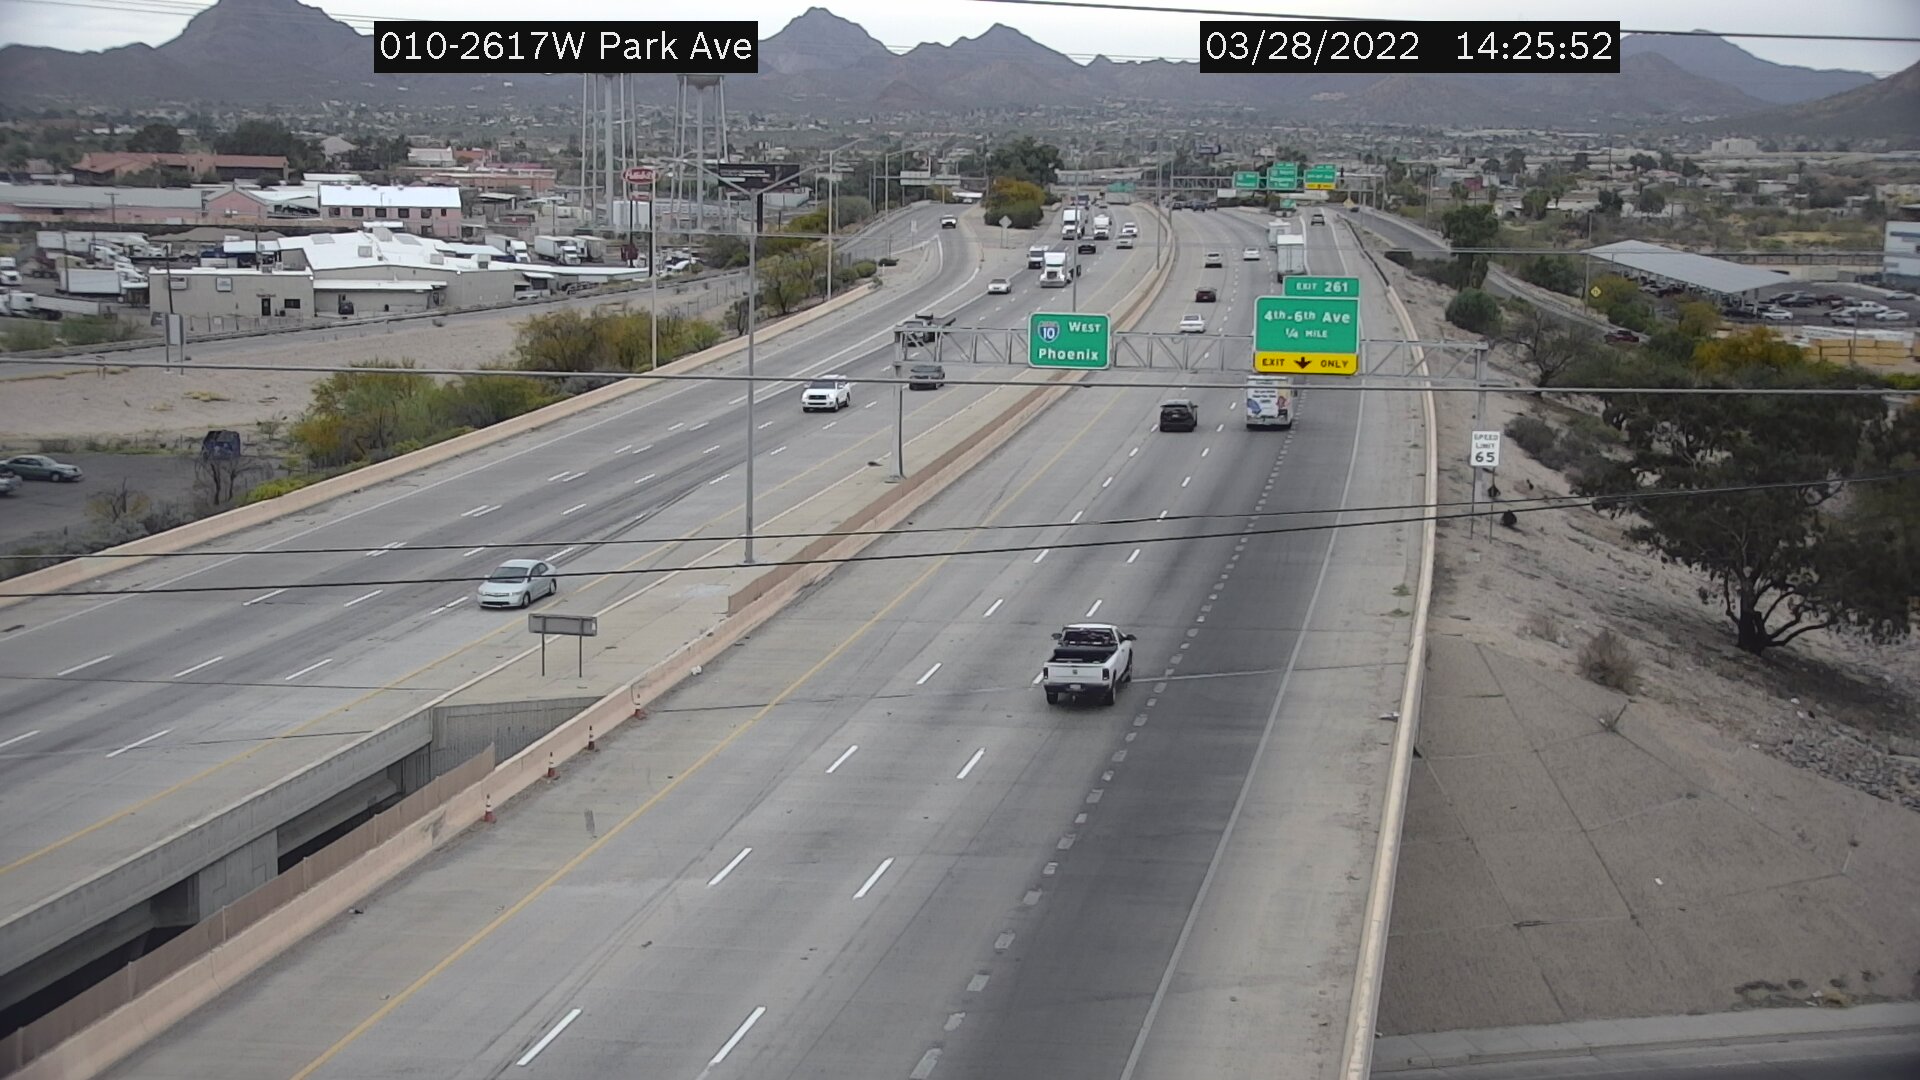 010-2617W Park Ave
03/28/2022 14:25:52
EXIT 261
4th-6th Ave
1/4 MILE
EXIT ONLY
10 WEST
Phoenix
SPEED
LIMIT
65